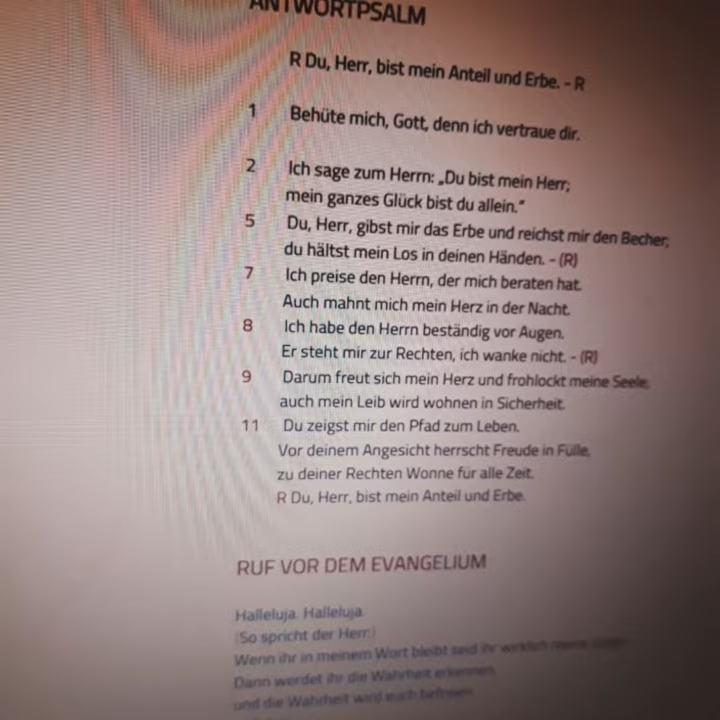 ANTWORTPSALM
R Du, Herr, bist mein Anteil und Erbe. - R
1 Behüte mich, Gott, denn ich vertraue dir.
2 Ich sage zum Herrn: „Du bist mein Herr;
mein ganzes Glück bist du allein.“
5 Du, Herr, gibst mir das Erbe und reichst mir den Becher;
du hältst mein Los in deinen Händen. - (R)
7 Ich preise den Herrn, der mich beraten hat.
Auch mahnt mich mein Herz in der Nacht.
8 Ich habe den Herrn beständig vor Augen.
Er steht mir zur Rechten, ich wanke nicht. - (R)
9 Darum freut sich mein Herz und frohlockt meine Seele;
auch mein Leib wird wohnen in Sicherheit.
11 Du zeigst mir den Pfad zum Leben.
Vor deinem Angesicht herrscht Freude in Fülle,
zu deiner Rechten Wonne für alle Zeit.
R Du, Herr, bist mein Anteil und Erbe.
RUF VOR DEM EVANGELIUM
Halleluja. Halleluja.
(So spricht der Herr:)
Wenn ihr in meinem Wort bleibt seid ihr wirklich meine
Dann werdet ihr die Wahrheit erkennen
und die Wahrheit wird euch befreien